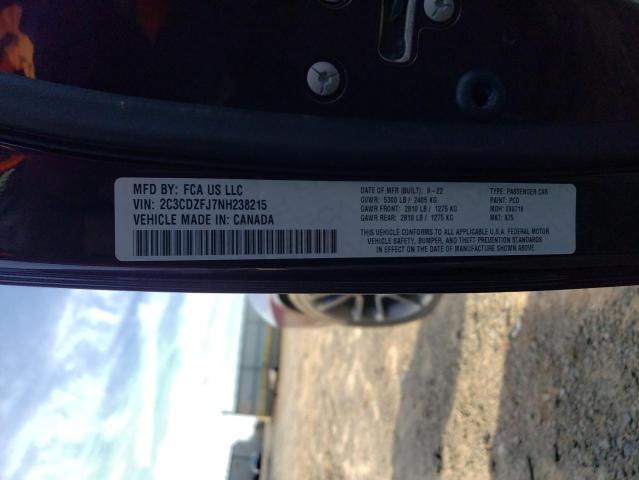 MFD BY: FCA US LLC
VIN: 2C3CDZFJ7NH238215
VEHICLE MADE IN: CANADA
DATE OF MFR (BUILT): 9-22
GVWR: 5300 LB / 2405 KG
GAWR FRONT: 2810 LB / 1275 KG
GAWR REAR: 2810 LB / 1275 KG
TYPE: PASSENGER CAR
PAINT: PCD
MDH: 
MKT: 
THIS VEHICLE CONFORMS TO ALL APPLICABLE U.S.A. FEDERAL MOTOR
VEHICLE SAFETY, BUMPER, AND THEFT PREVENTION STANDARDS
IN EFFECT ON THE DATE OF MANUFACTURE SHOWN ABOVE.